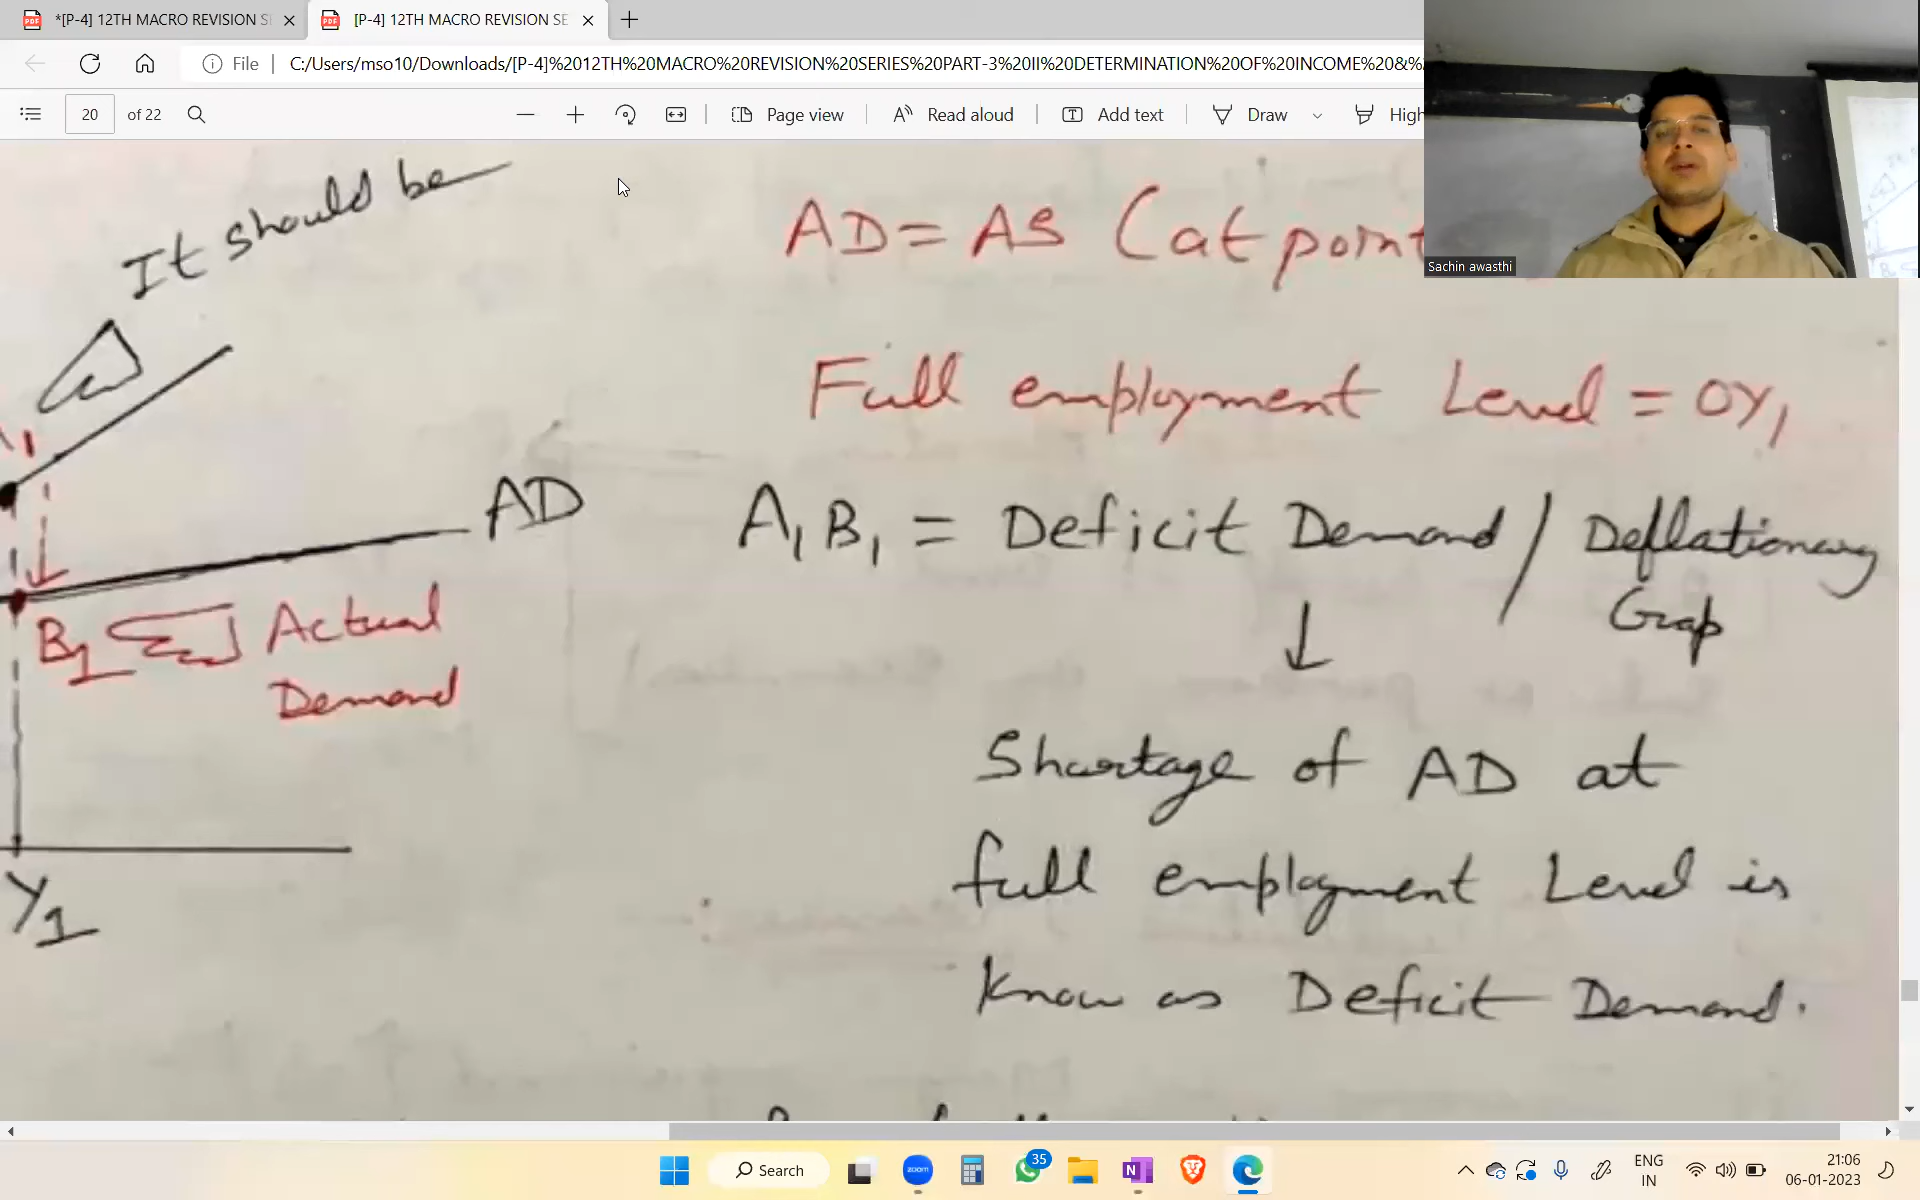 *[P-4] 12TH MACRO REVISION S
[P-4] 12TH MACRO REVISION SE
File
C:/Users/mso10/Downloads/[P-4]%2012TH%20MACRO%20REVISION%20SERIES%20PART-3%20II%20DETERMINATION%20OF%20INCOME%20&%
20 of 22
Page view
Read aloud
Add text
Draw
High
Sachin awasthi
It should be
AD = AS (at point
Full employment Level = OY1
AD
A1B1 = Deficit Demand / Deflationary
Gap
B1
Actual
Demand
Shortage of AD at
full employment Level is
Know as Deficit Demand.
Y1
Search
zoom
35
N
ENG
IN
21:06
06-01-2023